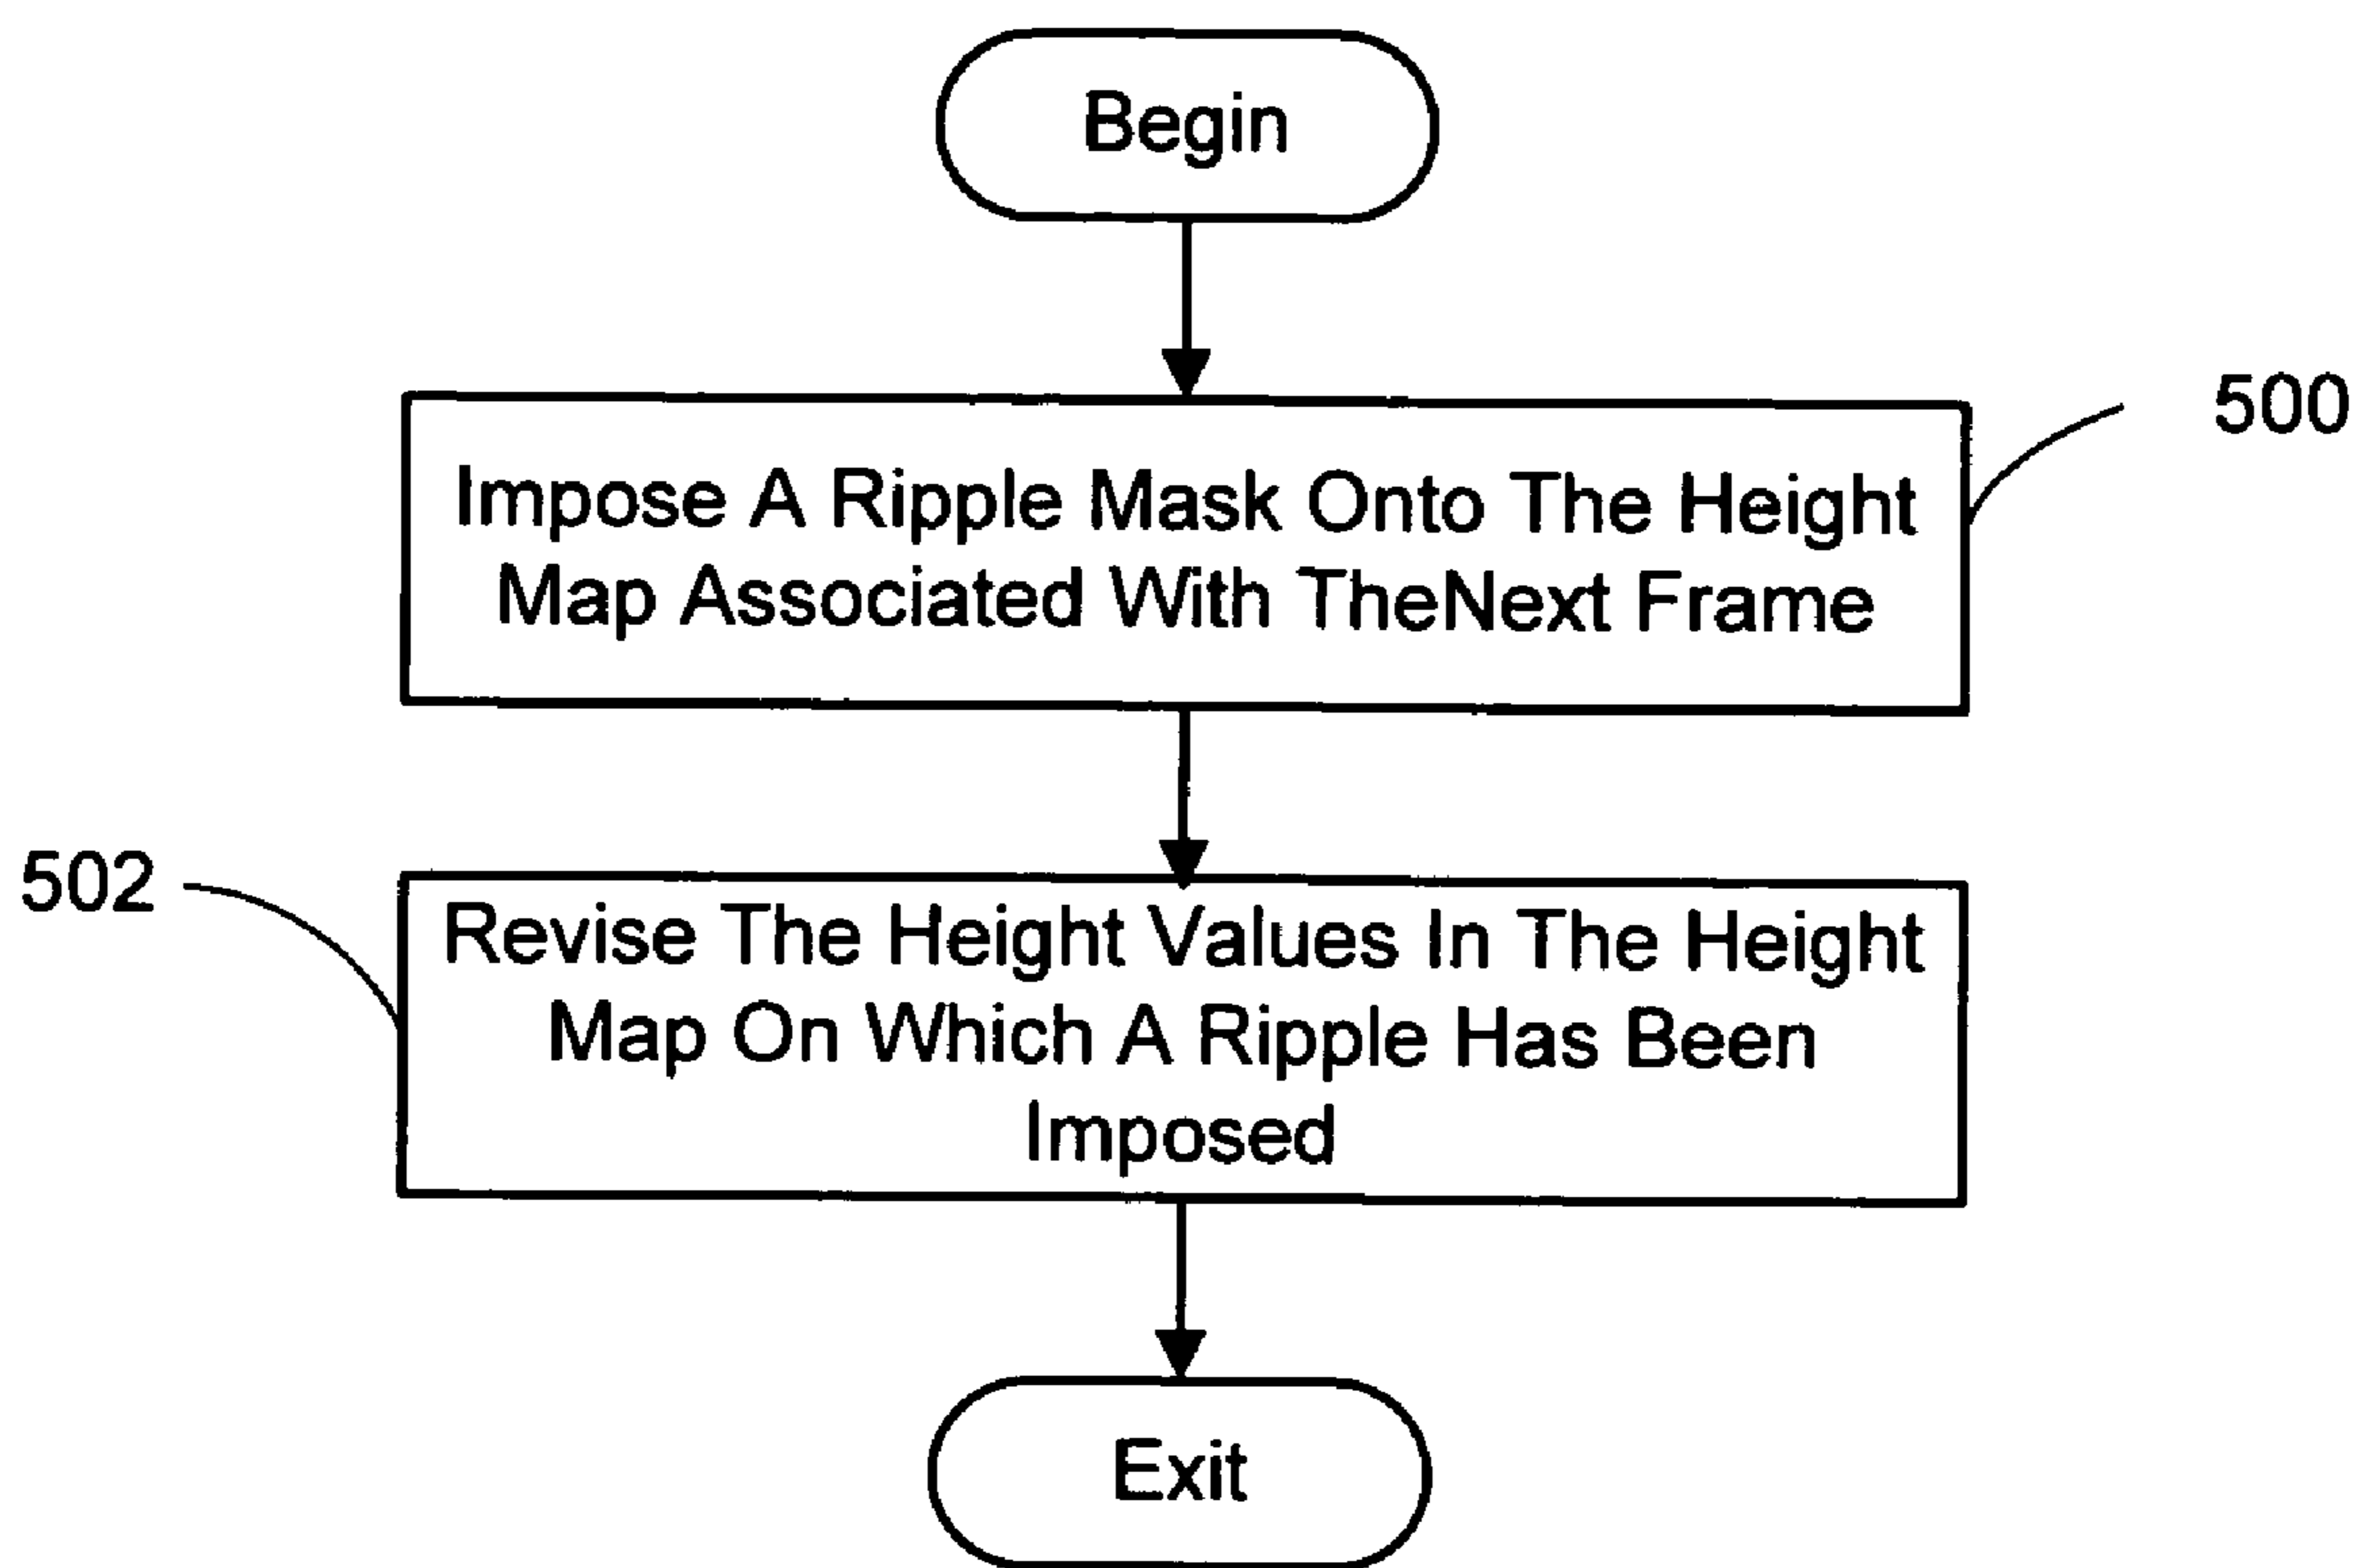 Begin
500
Impose A Ripple Mask Onto The Height
Map Associated With TheNext Frame
502
Revise The Height Values In The Height
Map On Which A Ripple Has Been
Imposed
Exit